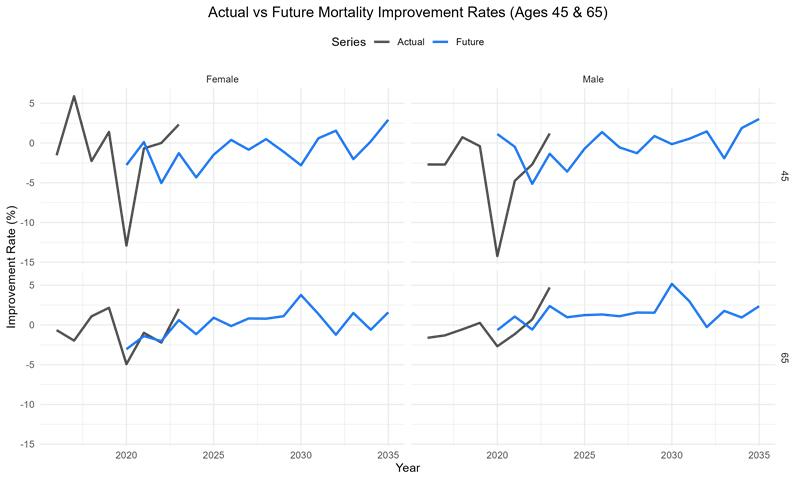 Actual vs Future Mortality Improvement Rates (Ages 45 & 65)
Series Actual Future
Female Male
5
0
-5
-10
-15
45
5
0
-5
-10
-15
65
Improvement Rate (%)
2020 2025 2030 2035 2020 2025 2030 2035
Year